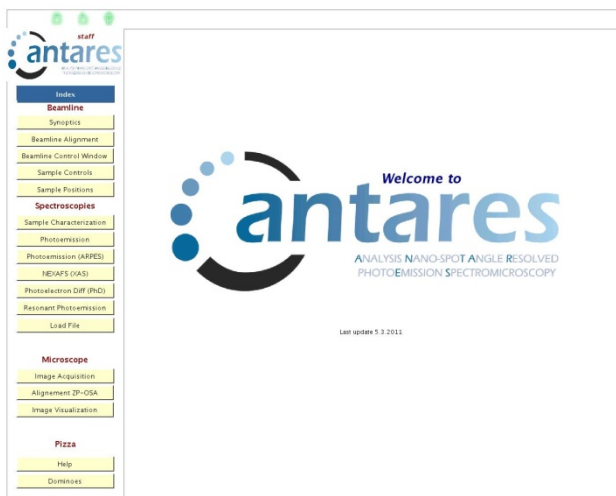 staff
antares
Index
Beamline
Synoptics
Beamline Alignment
Beamline Control Window
Sample Controls
Sample Positions
Spectroscopies
Sample Characterization
Photoemission
Photoemission (ARPES)
NEXAFS (XAS)
Photoelectron Diff (PhD)
Resonant Photoemission
Load File
Microscope
Image Acquisition
Alignement ZP-OSA
Image Visualization
Pizza
Help
Dominoes
Welcome to
antares
ANALYSIS NANO-SPOT ANGLE RESOLVED
PHOTOEMISSION SPECTROMICROSCOPY
Last update 5.3.2011